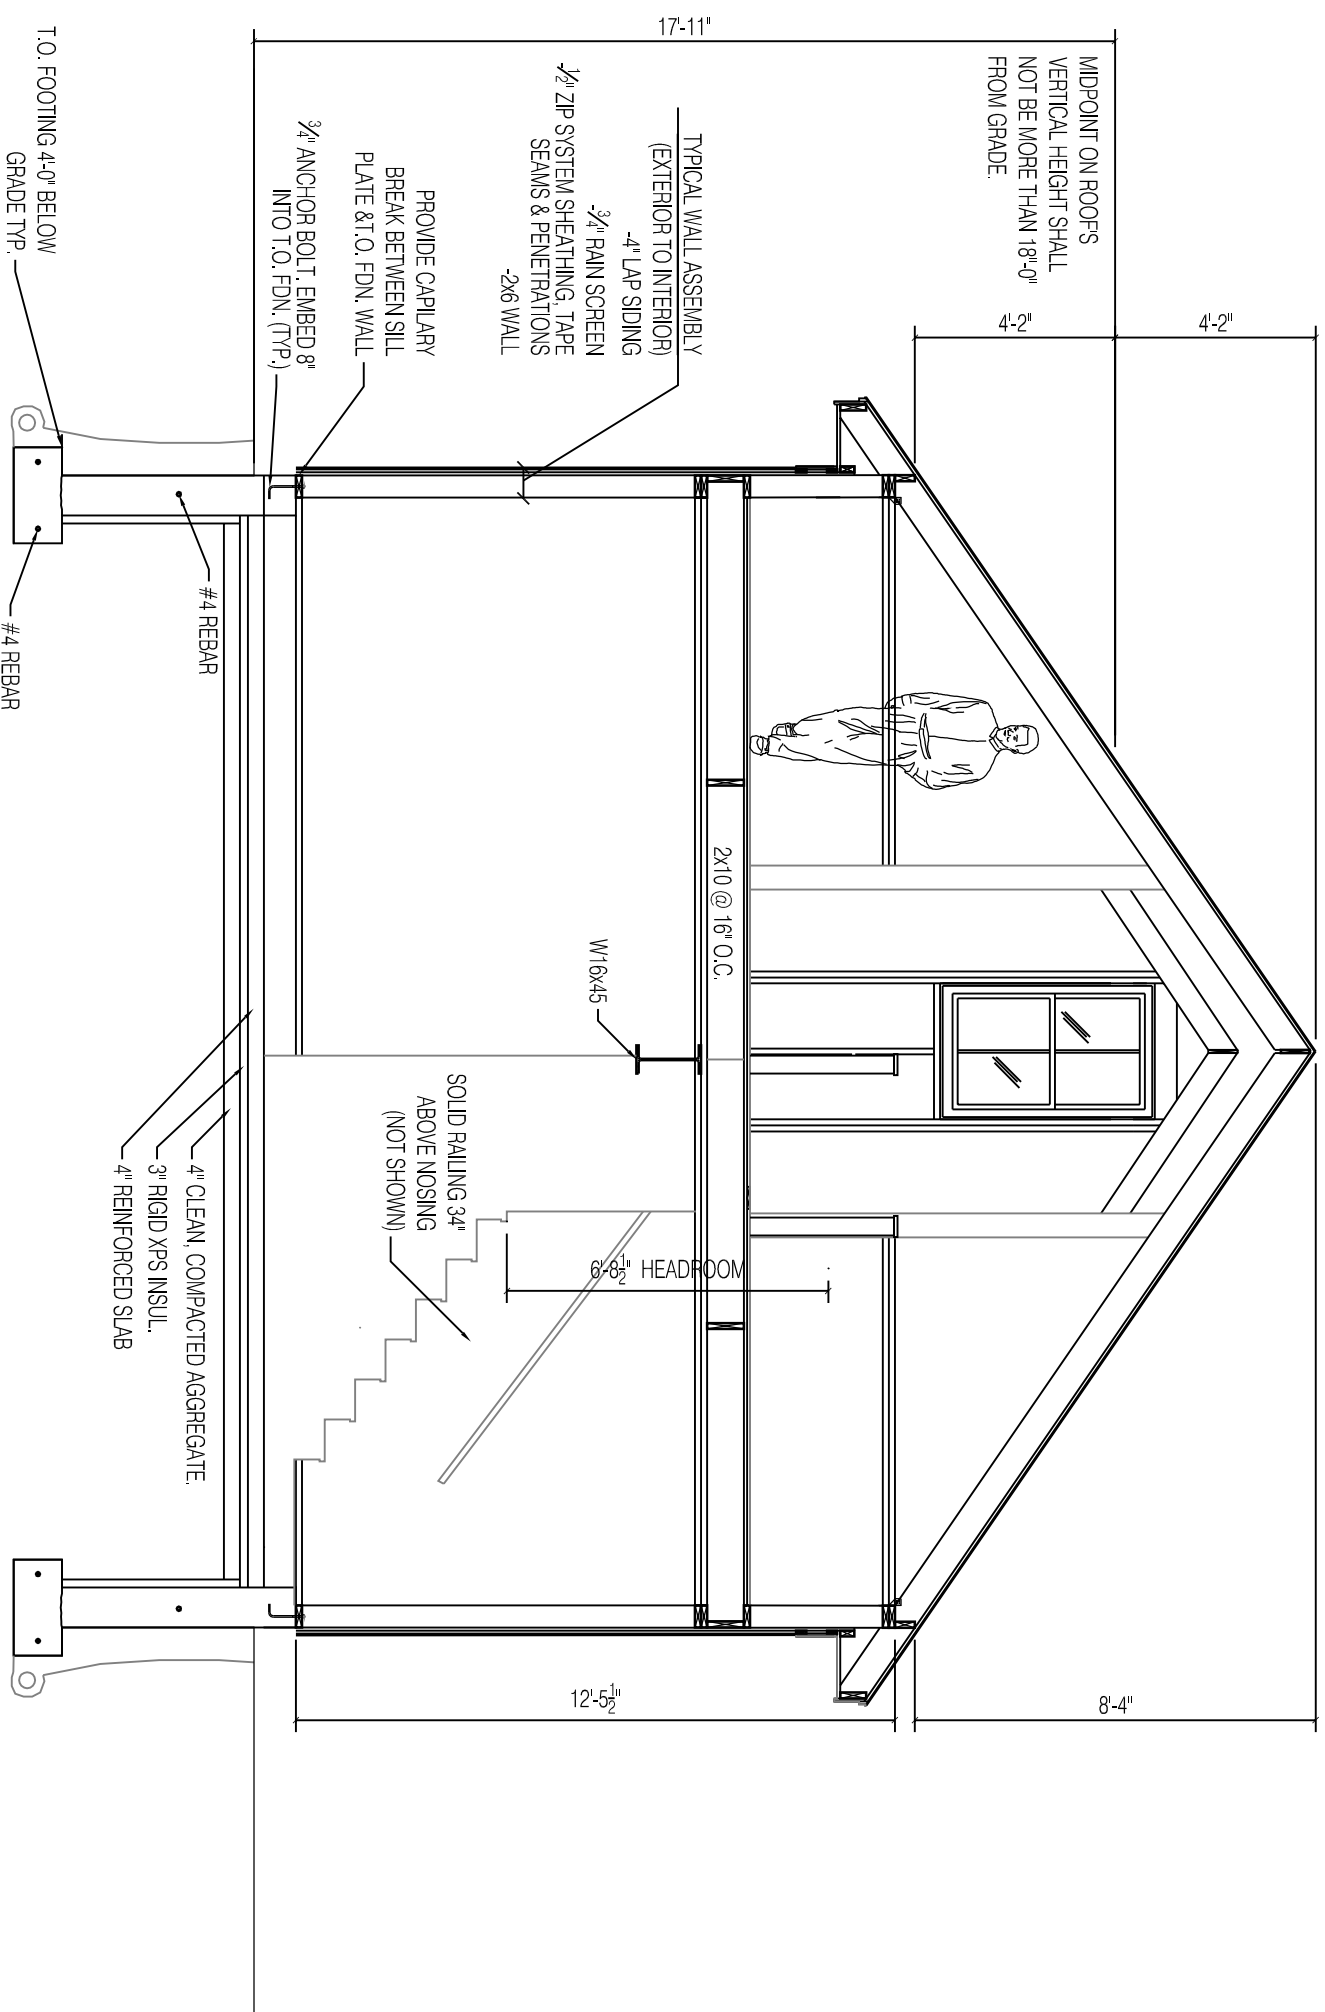 17'-11"
MIDPOINT ON ROOF'S
VERTICAL HEIGHT SHALL
NOT BE MORE THAN 18"-0"
FROM GRADE.
4'-2"
4'-2"
TYPICAL WALL ASSEMBLY
(EXTERIOR TO INTERIOR)
-4" LAP SIDING
-3/4" RAIN SCREEN
-1/2" ZIP SYSTEM SHEATHING, TAPE
SEAMS & PENETRATIONS
-2x6 WALL
PROVIDE CAPILARY
BREAK BETWEEN SILL
PLATE & T.O. FDN. WALL
3/4" ANCHOR BOLT. EMBED 8"
INTO T.O. FDN. (TYP.)
T.O. FOOTING 4'-0" BELOW
GRADE TYP.
#4 REBAR
#4 REBAR
2x10 @ 16" O.C.
W16x45
SOLID RAILING 34"
ABOVE NOSING
(NOT SHOWN)
6'-8 1/2" HEADROOM
4" CLEAN, COMPACTED AGGREGATE.
3" RIGID XPS INSUL.
4" REINFORCED SLAB
12'-5 1/2"
8'-4"